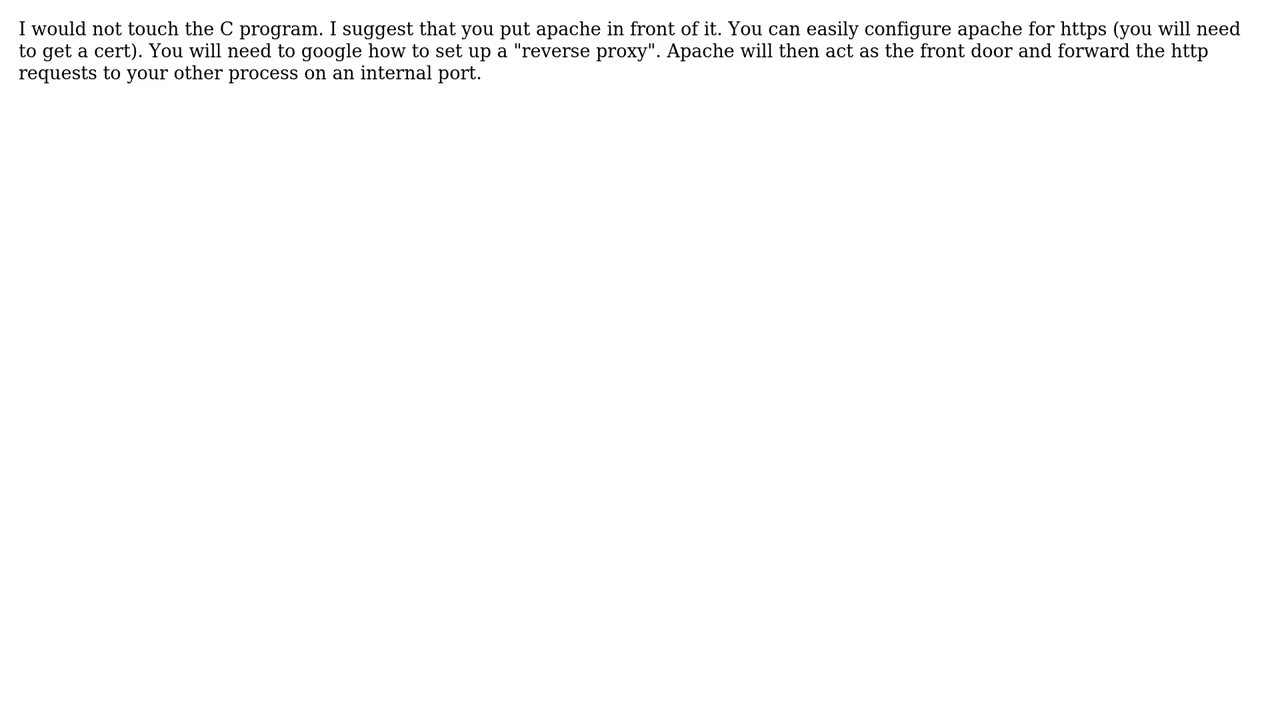 I would not touch the C program. I suggest that you put apache in front of it. You can easily configure apache for https (you will need
to get a cert). You will need to google how to set up a "reverse proxy". Apache will then act as the front door and forward the http
requests to your other process on an internal port.